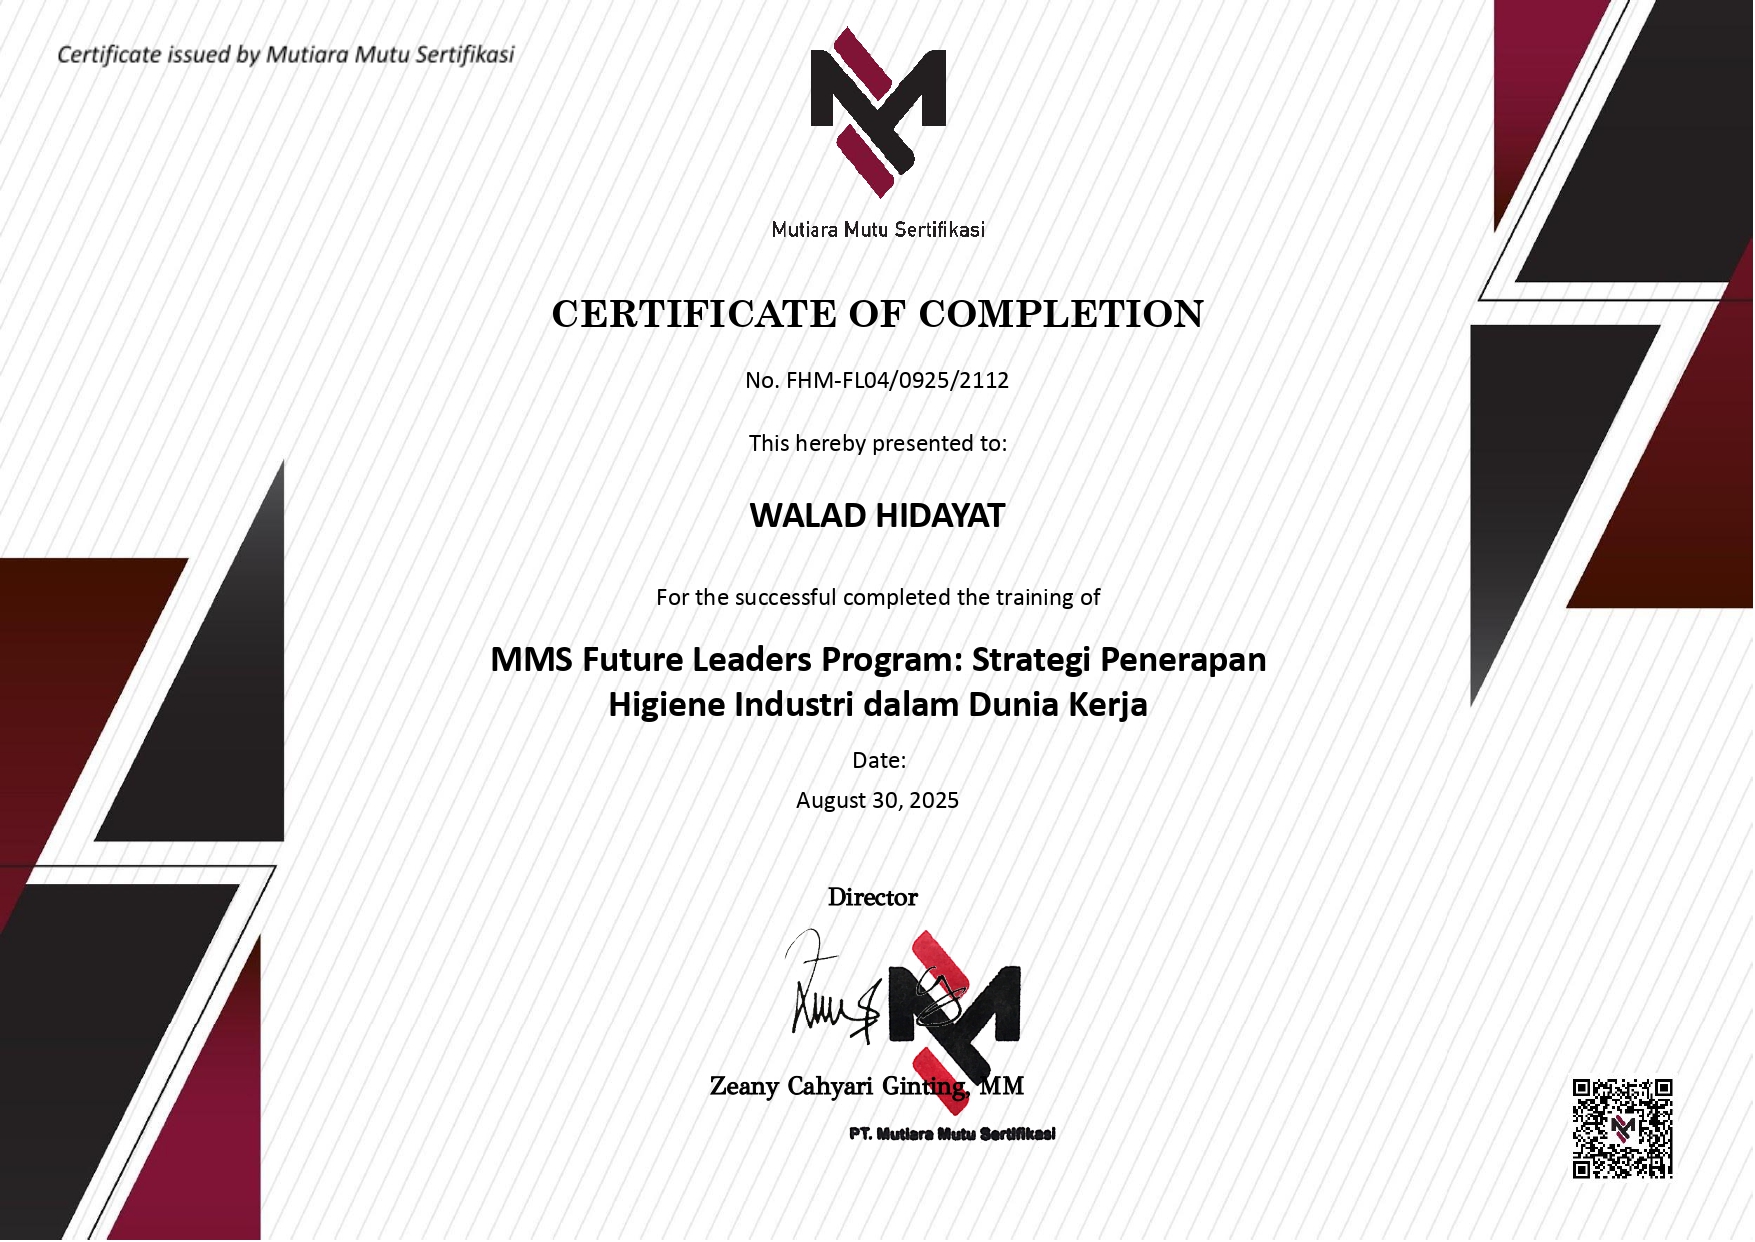 Certificate issued by Mutiara Mutu Sertifikasi
Mutiara Mutu Sertifikasi
CERTIFICATE OF COMPLETION
No. FHM-FL04/0925/2112
This hereby presented to:
WALAD HIDAYAT
For the successful completed the training of
MMS Future Leaders Program: Strategi Penerapan
Higiene Industri dalam Dunia Kerja
Date:
August 30, 2025
Director
Zeany Cahyari Ginting, MM
PT. Mutiara Mutu Sertifikasi